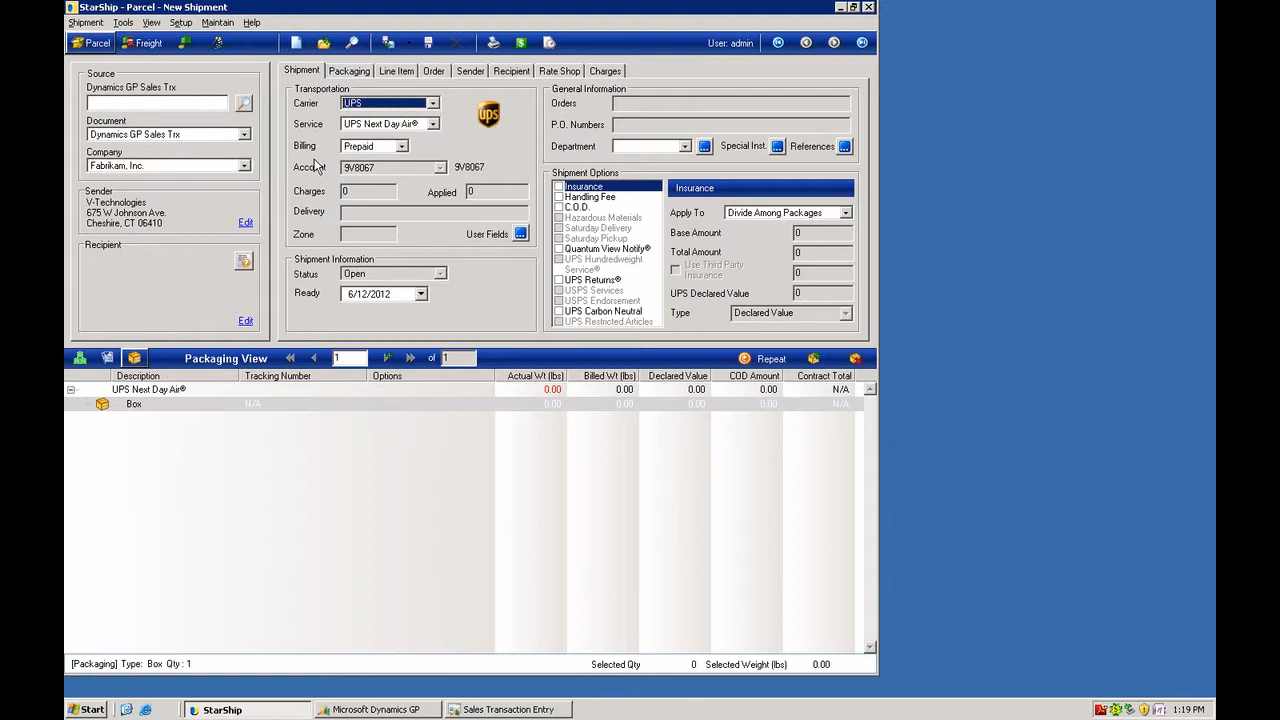 StarShip - Parcel - New Shipment
Shipment Tools View Setup Maintain Help
Parcel Freight User: admin
Source
Dynamics GP Sales Trx
Document
Dynamics GP Sales Trx
Company
Fabrikam, Inc.
Sender
V-Technologies
675 W Johnson Ave.
Cheshire, CT 06410
Edit
Recipient
Edit
Shipment Packaging Line Item Order Sender Recipient Rate Shop Charges
Transportation
Carrier UPS
ups
Service UPS Next Day Air®
Billing Prepaid
Account 9V8067 9V8067
Charges 0 Applied 0
Delivery
Zone User Fields
Shipment Information
Status Open
Ready 6/12/2012
General Information
Orders
P.O. Numbers
Department Special Inst. References
Shipment Options
Insurance
Handling Fee
C.O.D.
Hazardous Materials
Saturday Delivery
Saturday Pickup
Quantum View Notify®
UPS Hundredweight
Service®
UPS Returns®
USPS Services
USPS Endorsement
UPS Carbon Neutral
UPS Restricted Articles
Insurance
Apply To Divide Among Packages
Base Amount 0
Total Amount 0
Use Third Party
Insurance 0
UPS Declared Value 0
Type Declared Value
Packaging View 1 of 1 Repeat
Description Tracking Number Options Actual Wt (lbs) Billed Wt (lbs) Declared Value COD Amount Contract Total
UPS Next Day Air® 0.00 0.00 0.00 0.00 N/A
Box N/A 0.00 0.00 0.00 0.00 N/A
[Packaging] Type: Box Qty : 1 Selected Qty 0 Selected Weight (lbs) 0.00
Start StarShip Microsoft Dynamics GP Sales Transaction Entry 1:19 PM